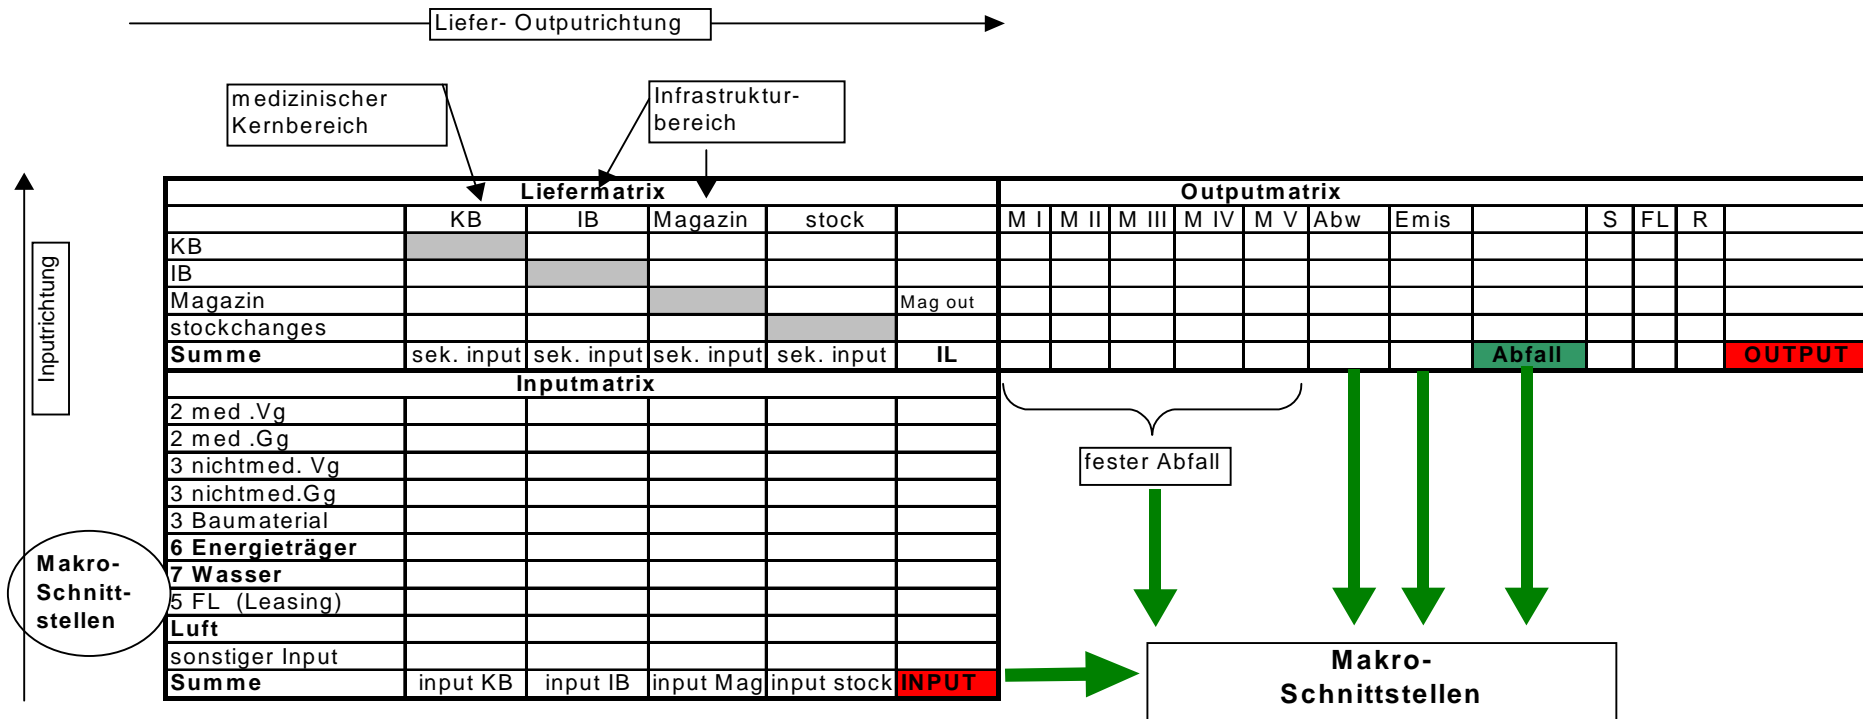 Liefer- Outputrichtung
medizinischer
Kernbereich
Infrastruktur-
bereich
Inputrichtung
Liefermatrix Outputmatrix
KB IB Magazin stock M I M II M III M IV M V Abw Emis S FL R
KB
IB
Magazin Mag out
stockchanges
Summe sek. input sek. input sek. input sek. input IL Abfall OUTPUT
Inputmatrix
2 med .Vg
2 med .Gg
3 nichtmed. Vg
3 nichtmed.Gg
3 Baumaterial
6 Energieträger
7 Wasser
5 FL (Leasing)
Luft
sonstiger Input
Summe input KB input IB input Mag input stock INPUT
fester Abfall
Makro-
Schnitt-
stellen
Makro-
Schnittstellen